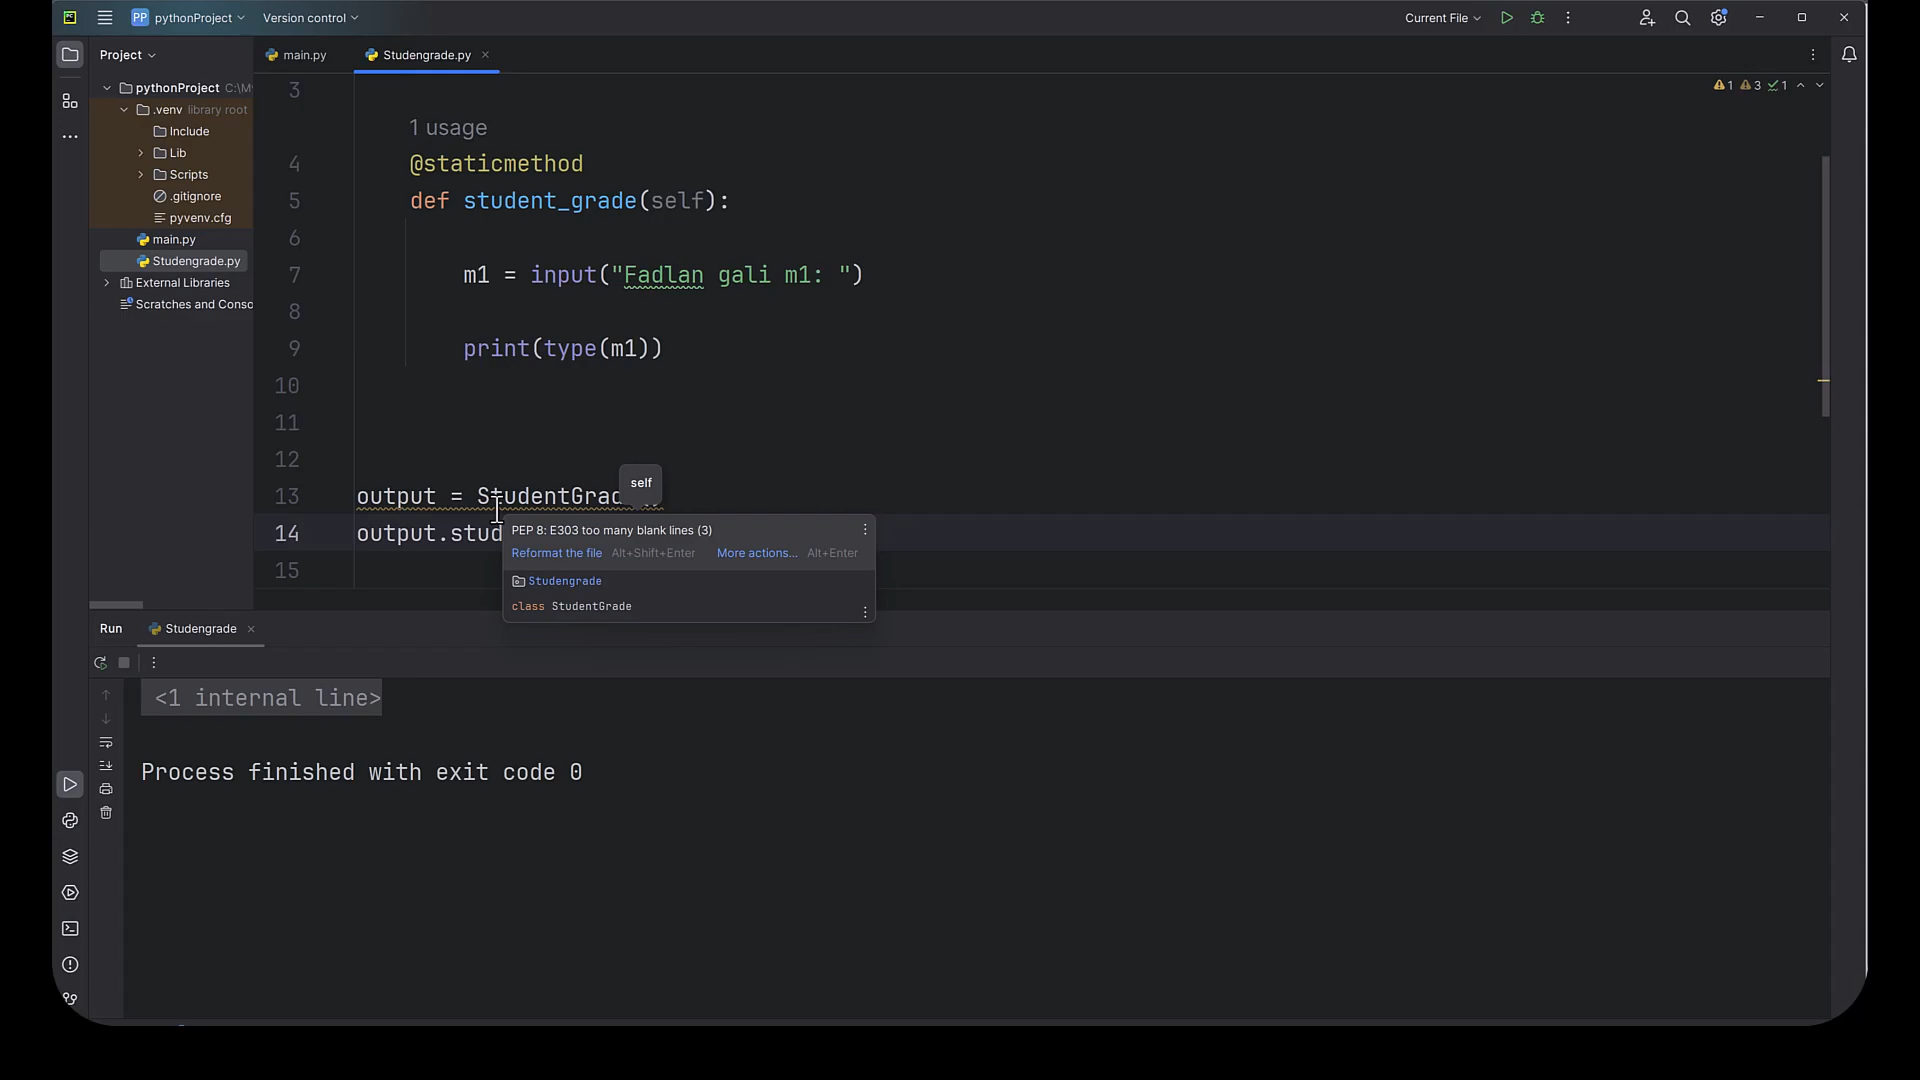 PP pythonProject Version control Current File
Project main.py Studengrade.py
pythonProject C:\M
.venv library root
Include
Lib
Scripts
.gitignore
pyvenv.cfg
main.py
Studengrade.py
External Libraries
Scratches and Conso
1 3 1
3
1 usage
4 @staticmethod
5 def student_grade(self):
6
7 m1 = input("Fadlan gali m1: ")
8
9 print(type(m1))
10
11
12
self
13 output = StudentGrad
14 output.stud
15
PEP 8: E303 too many blank lines (3)
Reformat the file Alt+Shift+Enter More actions... Alt+Enter
Studengrade
class StudentGrade
Run Studengrade
<1 internal line>
Process finished with exit code 0